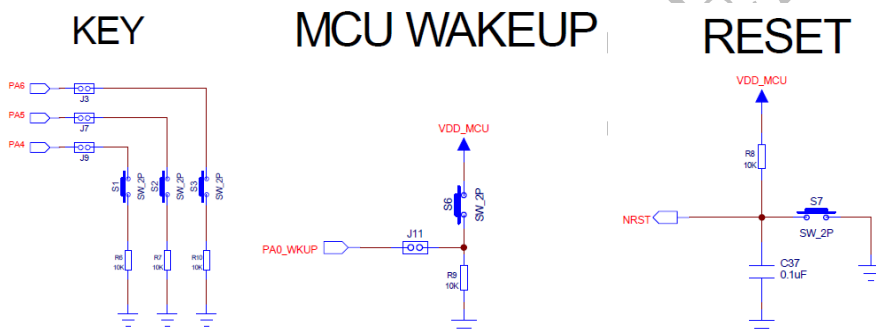 KEY
PA6
J3
PA5
J7
PA4
J9
S1
SW_2P
S2
SW_2P
S3
SW_2P
R6
10K
R7
10K
R10
10K
MCU WAKEUP
VDD_MCU
S6
SW_2P
PA0_WKUP
J11
R9
10K
RESET
VDD_MCU
R8
10K
NRST
S7
SW_2P
C37
0.1uF